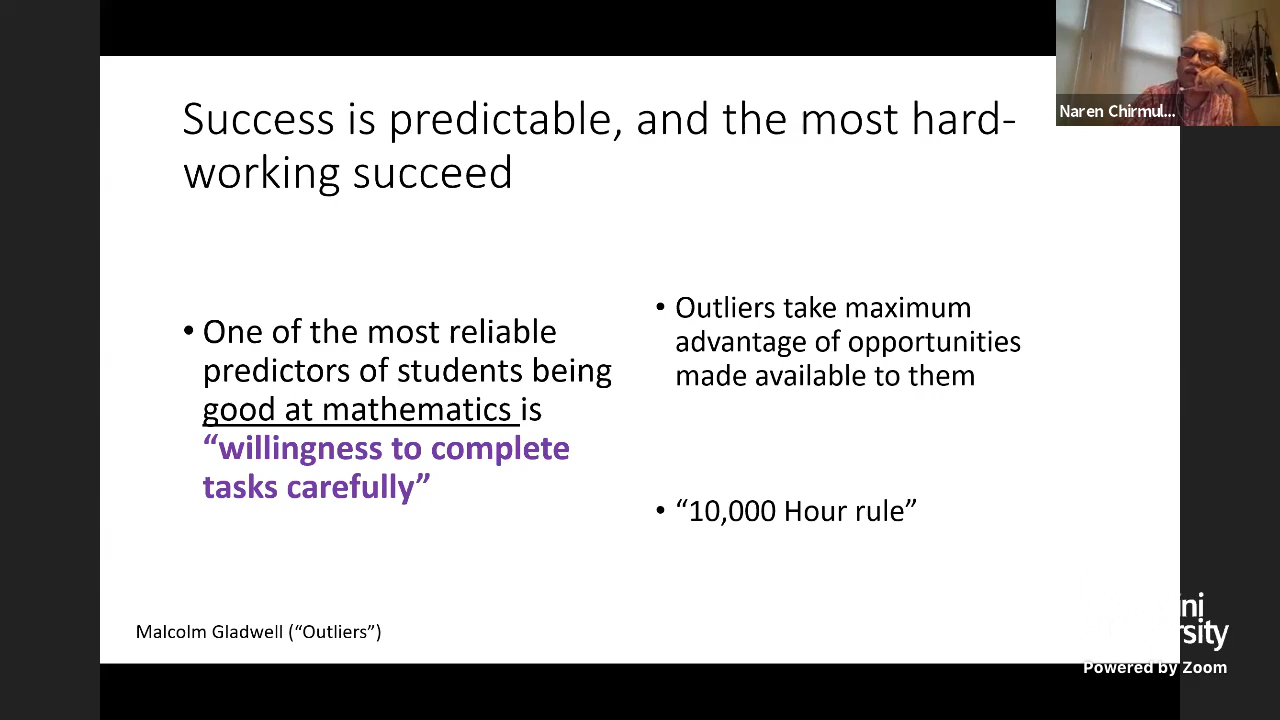 Success is predictable, and the most hard-
working succeed
Naren Chirmul...
• One of the most reliable
predictors of students being
good at mathematics is
“willingness to complete
tasks carefully”
• Outliers take maximum
advantage of opportunities
made available to them
• “10,000 Hour rule”
Malcolm Gladwell (“Outliers”)
Powered by Zoom